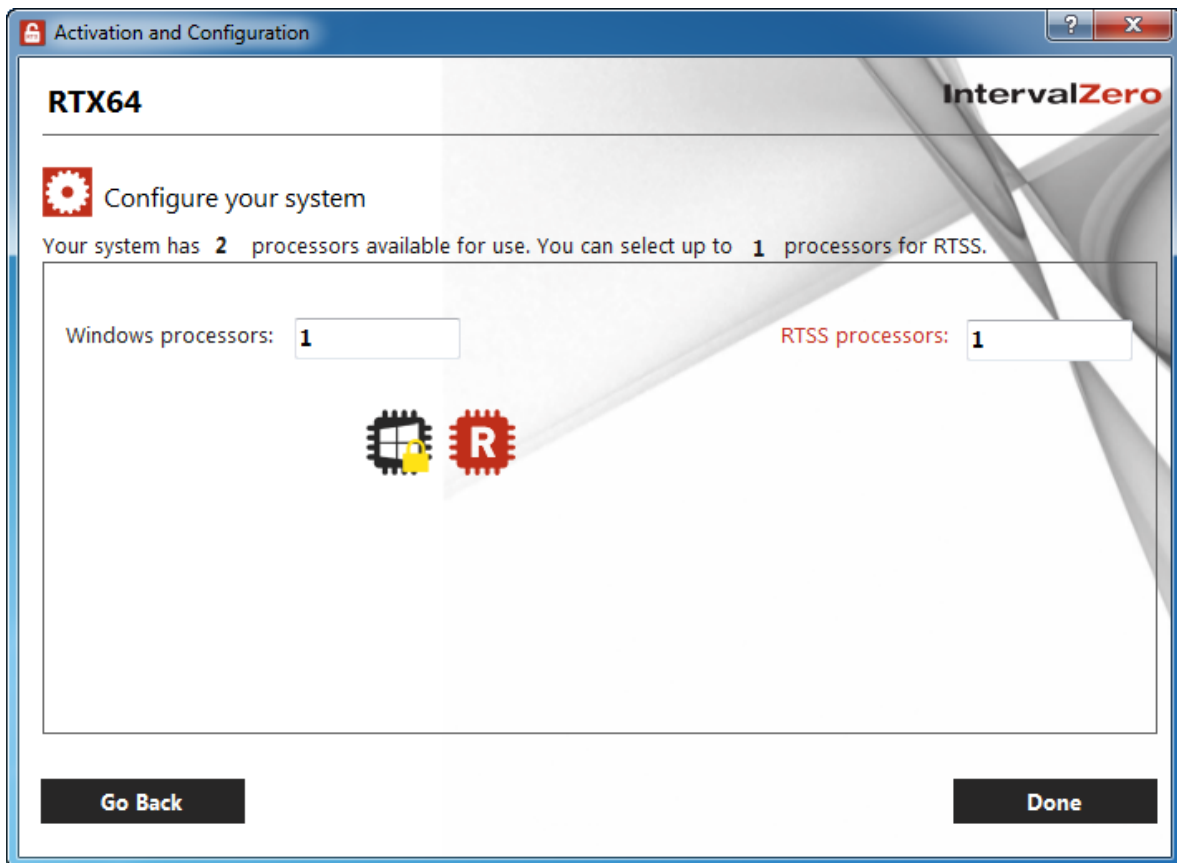 Activation and Configuration
RTX64
IntervalZero
Configure your system
Your system has 2 processors available for use. You can select up to 1 processors for RTSS.
Windows processors: 1
RTSS processors: 1
R
Go Back
Done